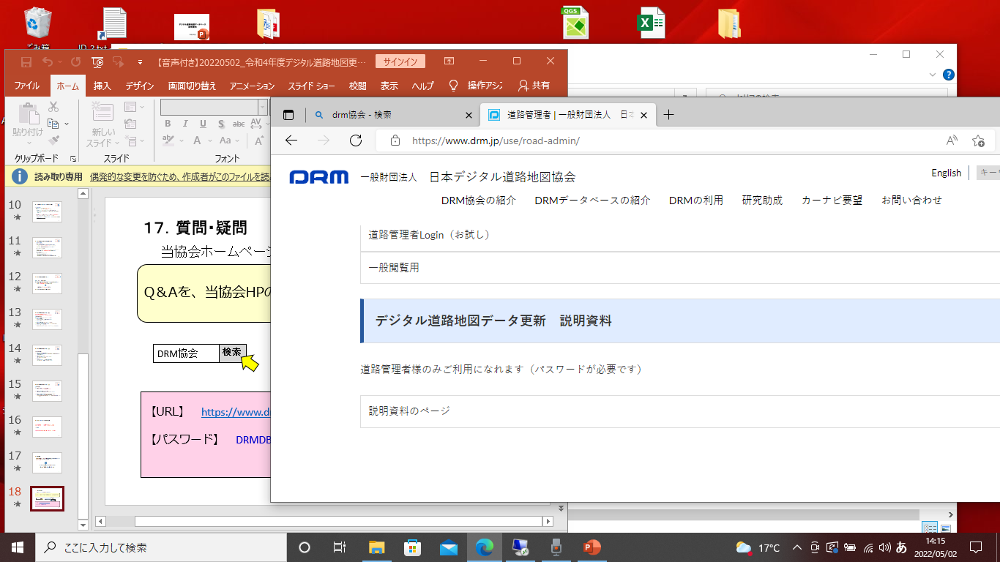 ごみ箱
ID_2.txt
【音声付き】20220502_令和4年度デジタル道路地図更…
サインイン
ファイル ホーム 挿入 デザイン 画面切り替え アニメーション スライド ショー 校閲 表示 ヘルプ 操作アシ 共有
貼り付け
新しい
スライド
B I U S abc AV
A Aa A
クリップボード スライド フォント
読み取り専用 偶発的な変更を防ぐため、作成者がこのファイルを読
10
11
12
13
14
15
16
17
18
17．質問・疑問
当協会ホームページ
Q＆Aを、当協会HPの
DRM協会 検索
【URL】 https://www.d
【パスワード】 DRMDB
drm協会 - 検索
道路管理者 | 一般財団法人 日本
https://www.drm.jp/use/road-admin/
DRM 一般財団法人 日本デジタル道路地図協会
English
キー
DRM協会の紹介 DRMデータベースの紹介 DRMの利用 研究助成 カーナビ要望 お問い合わせ
道路管理者Login（お試し）
一般閲覧用
デジタル道路地図データ更新 説明資料
道路管理者様のみご利用になれます（パスワードが必要です）
説明資料のページ
ここに入力して検索
17°C
あ
14:15
2022/05/02